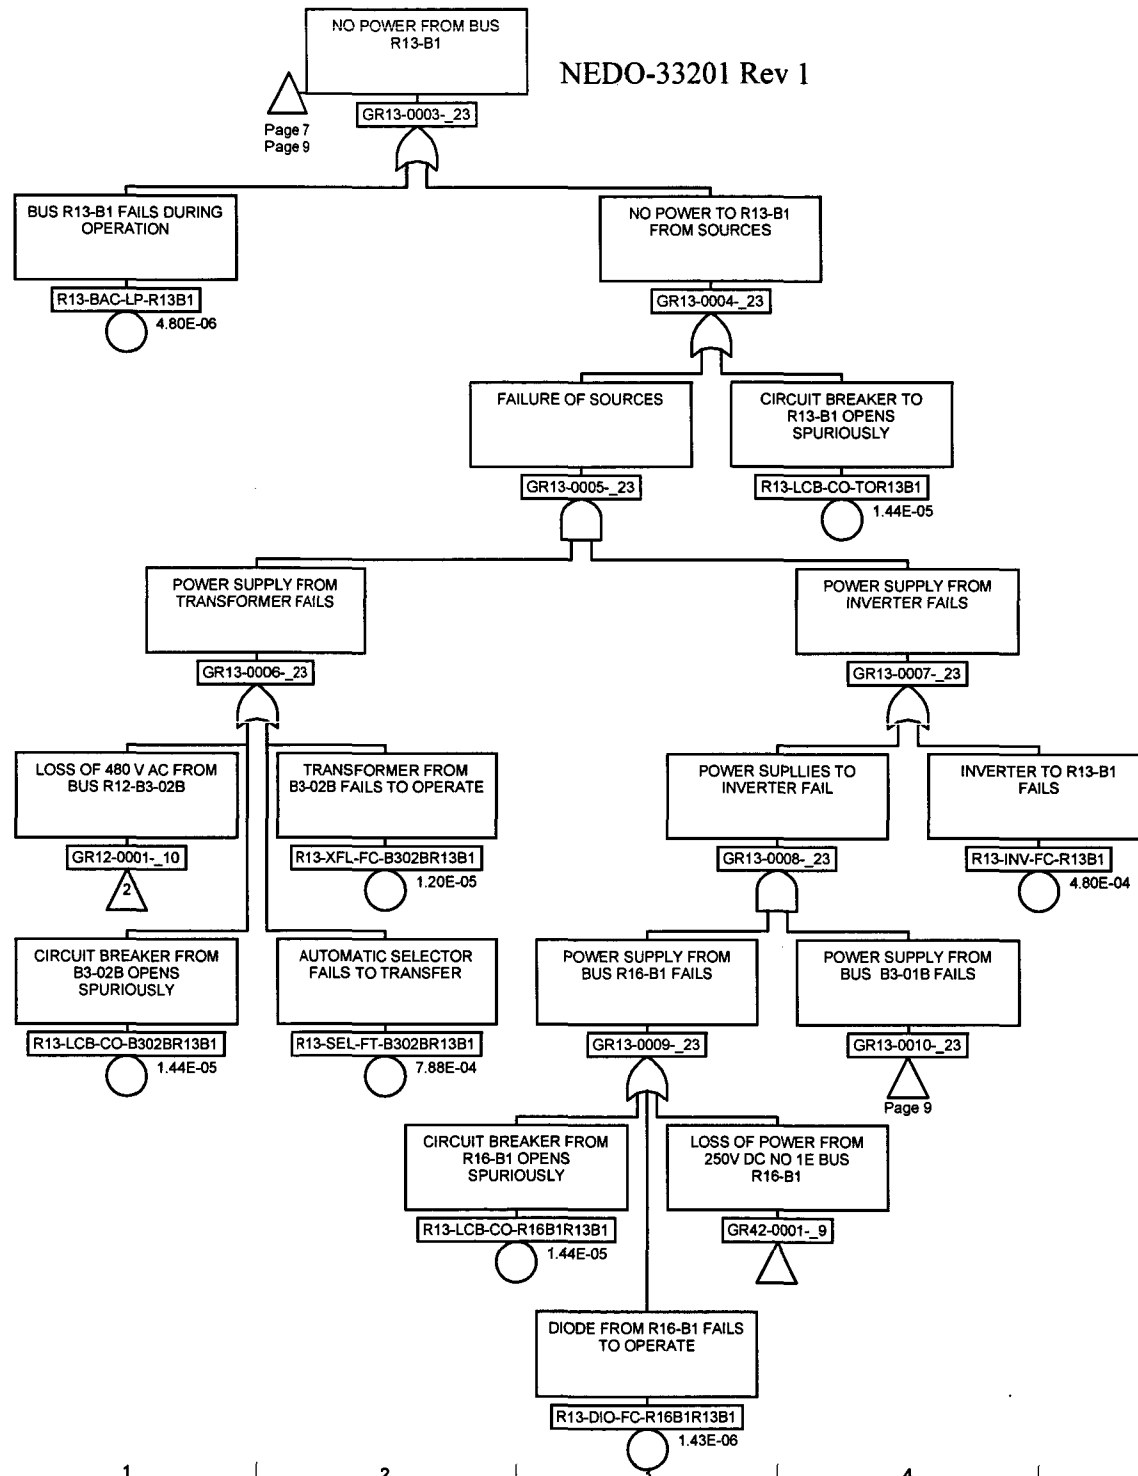 NO POWER FROM BUS
R13-B1
NEDO-33201 Rev 1
Page 7
Page 9
GR13-0003-_23
BUS R13-B1 FAILS DURING
OPERATION
R13-BAC-LP-R13B1
4.80E-06
NO POWER TO R13-B1
FROM SOURCES
GR13-0004-_23
FAILURE OF SOURCES
GR13-0005-_23
CIRCUIT BREAKER TO
R13-B1 OPENS
SPURIOUSLY
R13-LCB-CO-TOR13B1
1.44E-05
POWER SUPPLY FROM
TRANSFORMER FAILS
GR13-0006-_23
POWER SUPPLY FROM
INVERTER FAILS
GR13-0007-_23
LOSS OF 480 V AC FROM
BUS R12-B3-02B
GR12-0001-_10
2
TRANSFORMER FROM
B3-02B FAILS TO OPERATE
R13-XFL-FC-B302BR13B1
1.20E-05
POWER SUPLLIES TO
INVERTER FAIL
GR13-0008-_23
INVERTER TO R13-B1
FAILS
R13-INV-FC-R13B1
4.80E-04
CIRCUIT BREAKER FROM
B3-02B OPENS
SPURIOUSLY
R13-LCB-CO-B302BR13B1
1.44E-05
AUTOMATIC SELECTOR
FAILS TO TRANSFER
R13-SEL-FT-B302BR13B1
7.88E-04
POWER SUPPLY FROM
BUS R16-B1 FAILS
GR13-0009-_23
POWER SUPPLY FROM
BUS B3-01B FAILS
GR13-0010-_23
Page 9
CIRCUIT BREAKER FROM
R16-B1 OPENS
SPURIOUSLY
R13-LCB-CO-R16B1R13B1
1.44E-05
LOSS OF POWER FROM
250V DC NO 1E BUS
R16-B1
GR42-0001-_9
DIODE FROM R16-B1 FAILS
TO OPERATE
R13-DIO-FC-R16B1R13B1
1.43E-06
1
2
4